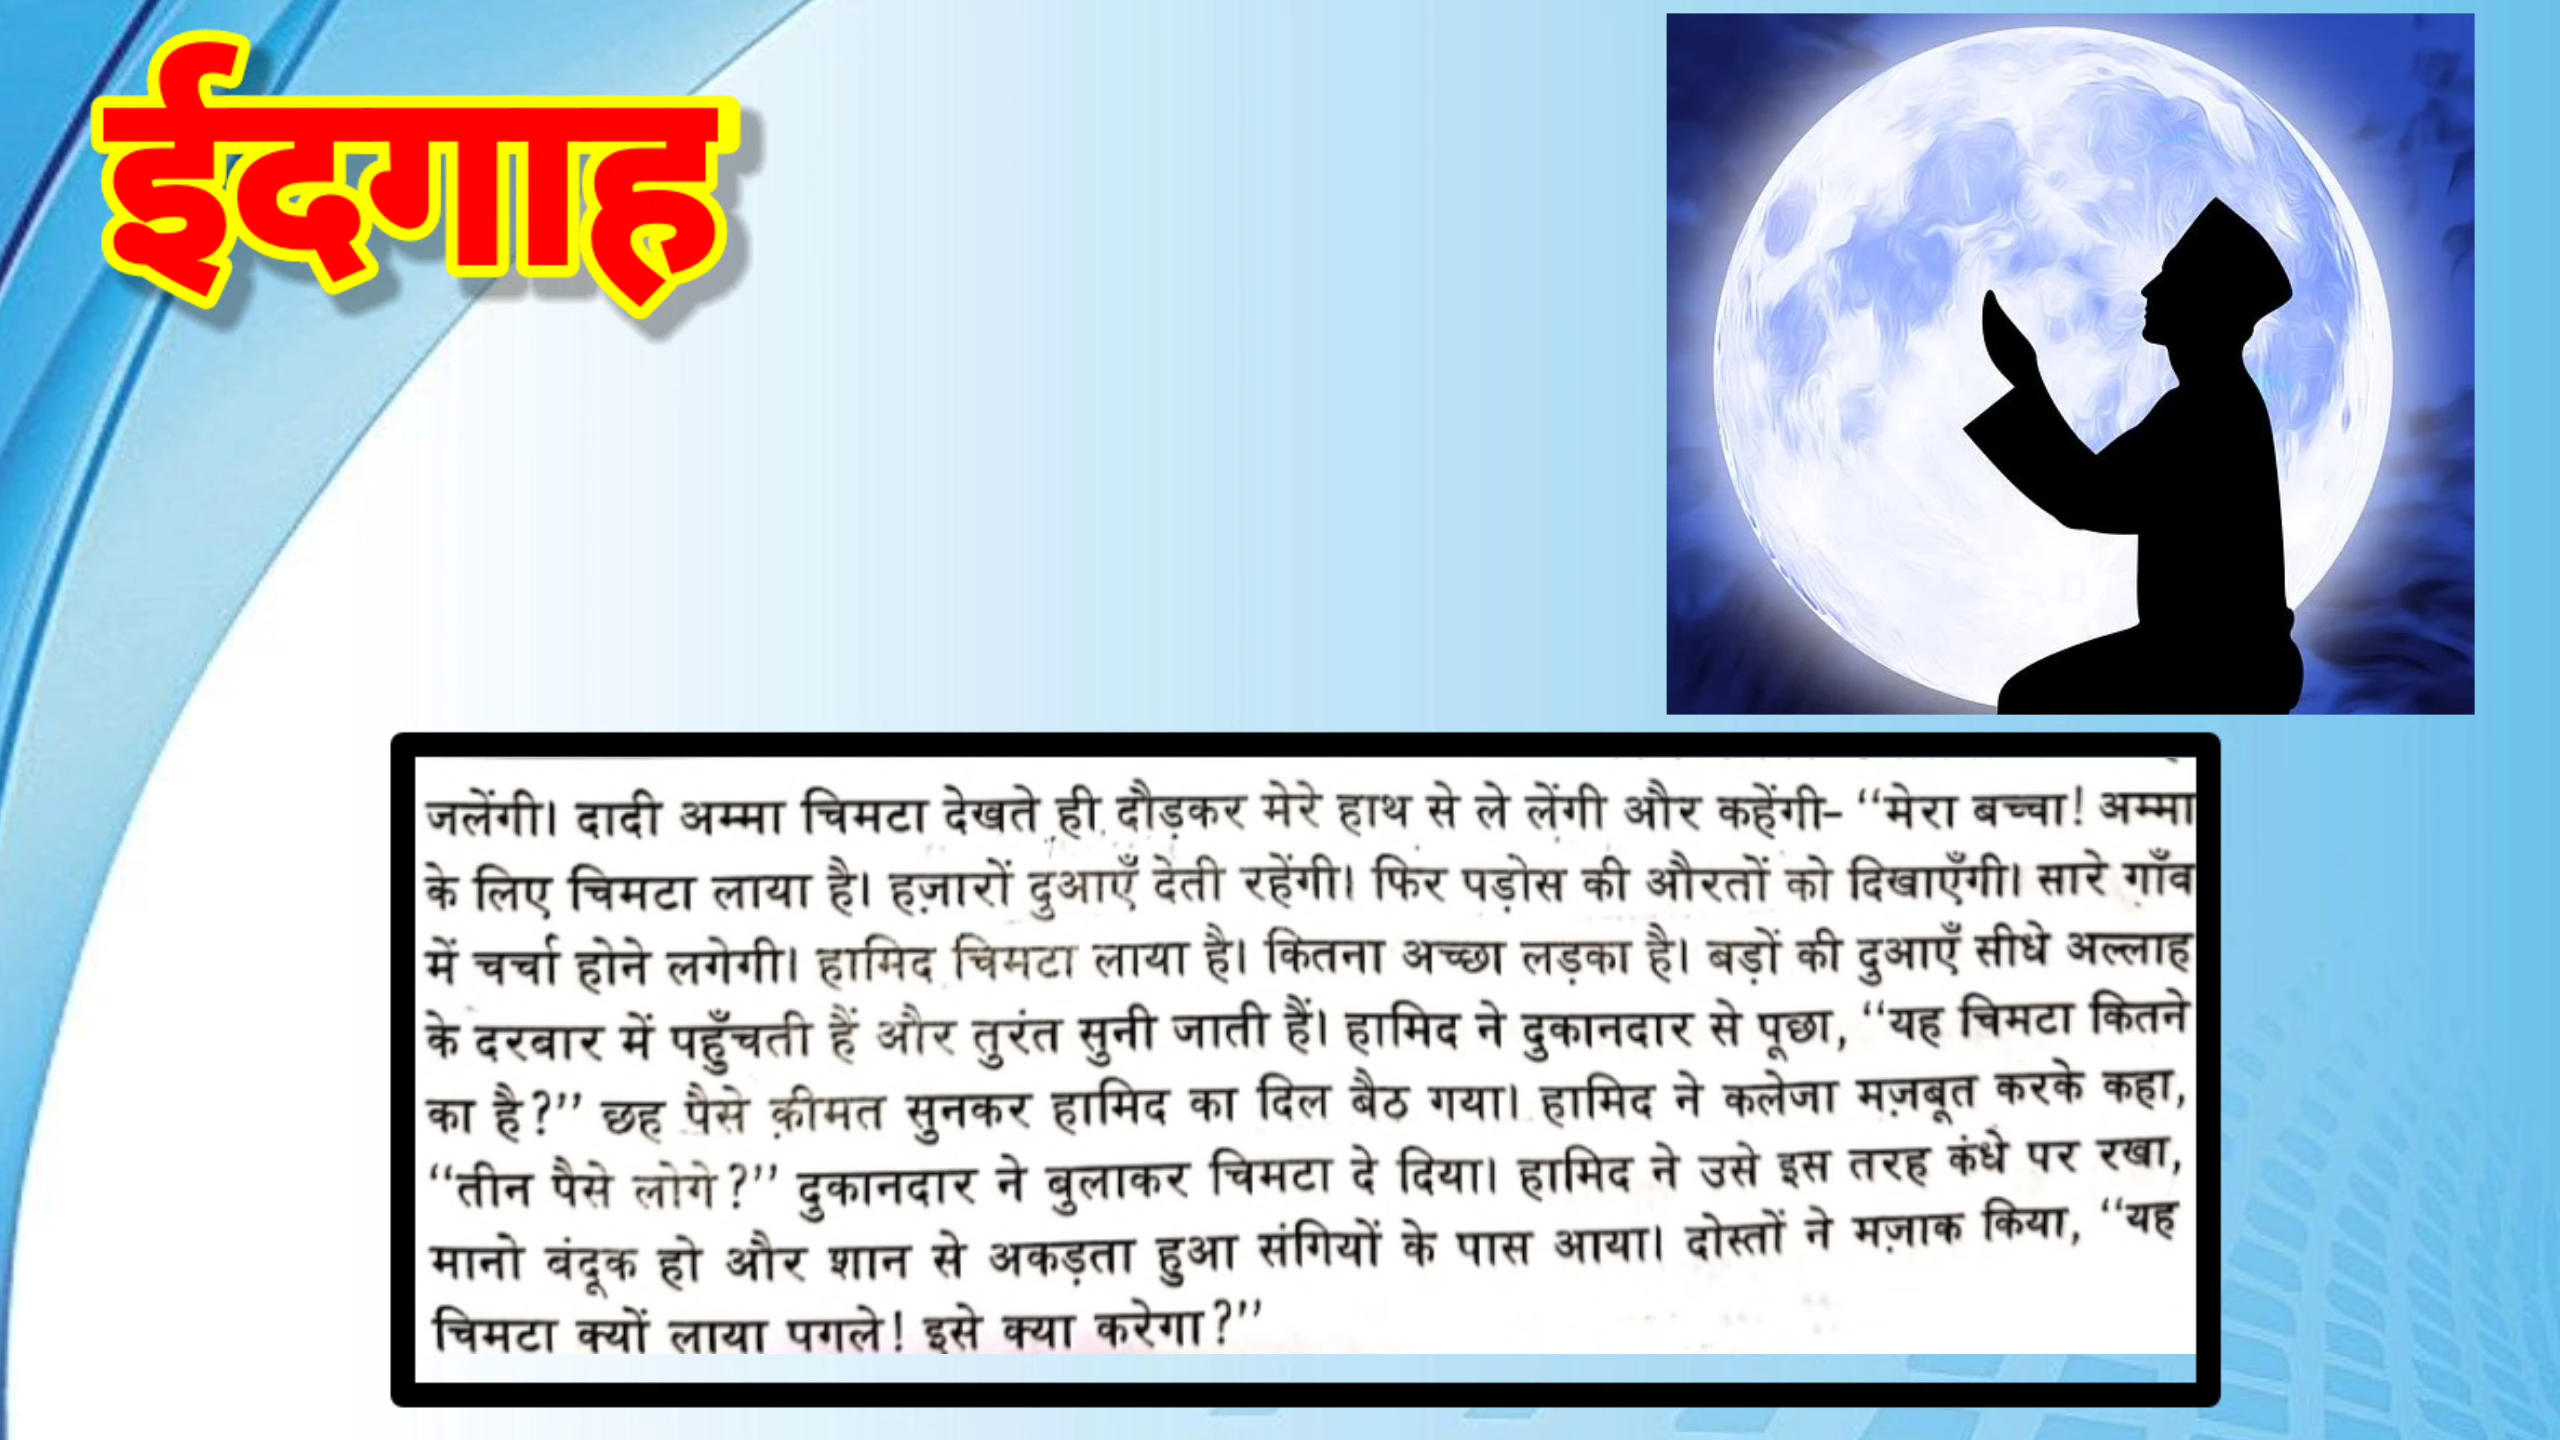 ईदगाह
जलेंगी। दादी अम्मा चिमटा देखते ही दौड़कर मेरे हाथ से ले लेंगी और कहेंगी– “मेरा बच्चा! अम्मा
के लिए चिमटा लाया है। हज़ारों दुआएँ देती रहेंगी। फिर पड़ोस की औरतों को दिखाएँगी। सारे गाँव
में चर्चा होने लगेगी। हामिद चिमटा लाया है। कितना अच्छा लड़का है। बड़ों की दुआएँ सीधे अल्लाह
के दरबार में पहुँचती हैं और तुरंत सुनी जाती हैं। हामिद ने दुकानदार से पूछा, “यह चिमटा कितने
का है?” छह पैसे क़ीमत सुनकर हामिद का दिल बैठ गया। हामिद ने कलेजा मज़बूत करके कहा,
“तीन पैसे लोगे?” दुकानदार ने बुलाकर चिमटा दे दिया। हामिद ने उसे इस तरह कंधे पर रखा,
मानो बंदूक हो और शान से अकड़ता हुआ संगियों के पास आया। दोस्तों ने मज़ाक किया, “यह
चिमटा क्यों लाया पगले! इसे क्या करेगा?”